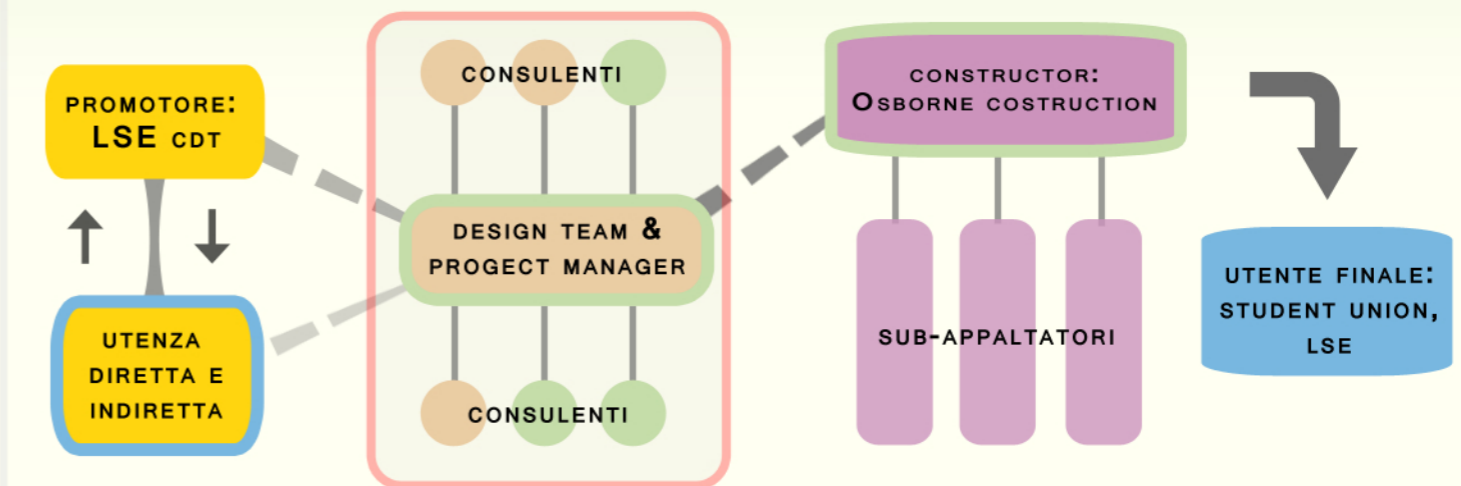 PROMOTORE:
LSE CDT
UTENZA
DIRETTA E
INDIRETTA
CONSULENTI
DESIGN TEAM &
PROGECT MANAGER
CONSULENTI
CONSTRUCTOR:
OSBORNE COSTRUCTION
SUB-APPALTATORI
UTENTE FINALE:
STUDENT UNION,
LSE